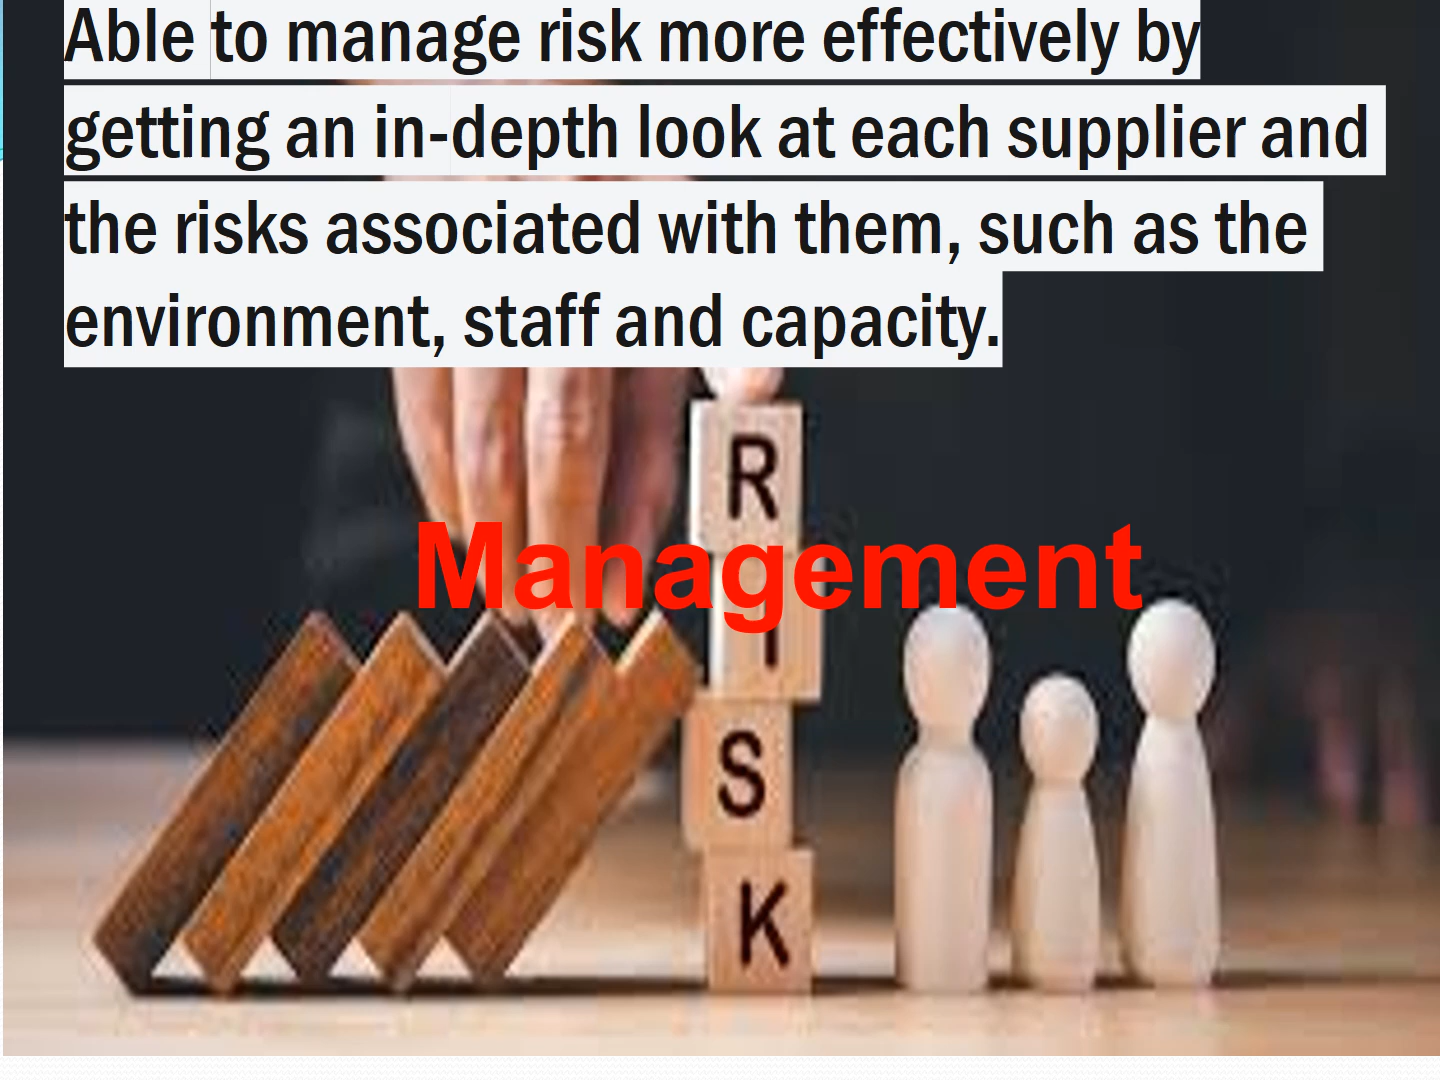 Able to manage risk more effectively by
getting an in-depth look at each supplier and
the risks associated with them, such as the
environment, staff and capacity.
R
Management
I
S
K